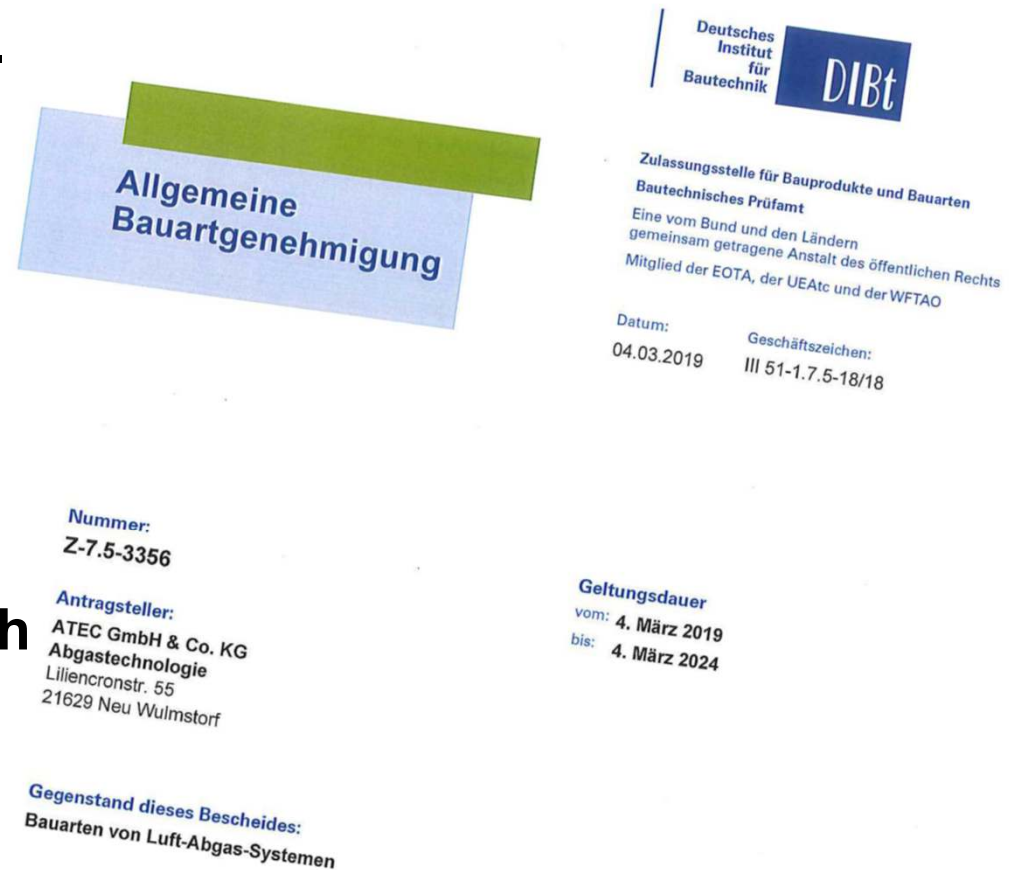 Deutsches
Institut
für
Bautechnik
DIBt
Allgemeine
Bauartgenehmigung
Zulassungsstelle für Bauprodukte und Bauarten
Bautechnisches Prüfamt
Eine vom Bund und den Ländern
gemeinsam getragene Anstalt des öffentlichen Rechts
Mitglied der EOTA, der UEAtc und der WFTAO
Datum:
04.03.2019
Geschäftszeichen:
III 51-1.7.5-18/18
Nummer:
Z-7.5-3356
Antragsteller:
ATEC GmbH & Co. KG
Abgastechnologie
Liliencronstr. 55
21629 Neu Wulmstorf
Geltungsdauer
vom: 4. März 2019
bis: 4. März 2024
h
Gegenstand dieses Bescheides:
Bauarten von Luft-Abgas-Systemen